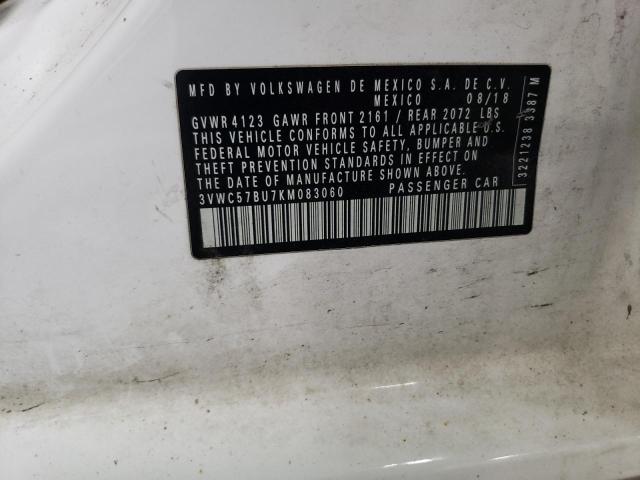 MFD BY VOLKSWAGEN DE MEXICO S.A. DE C.V.
MEXICO 08/18
GVWR 4123 GAWR FRONT 2161 / REAR 2072 LBS
THIS VEHICLE CONFORMS TO ALL APPLICABLE U.S.
FEDERAL MOTOR VEHICLE SAFETY, BUMPER AND
THEFT PREVENTION STANDARDS IN EFFECT ON
DATE OF MANUFACTURE SHOWN ABOVE.
3VWC57BU7KM083060 PASSENGER CAR
3221238 3387 M